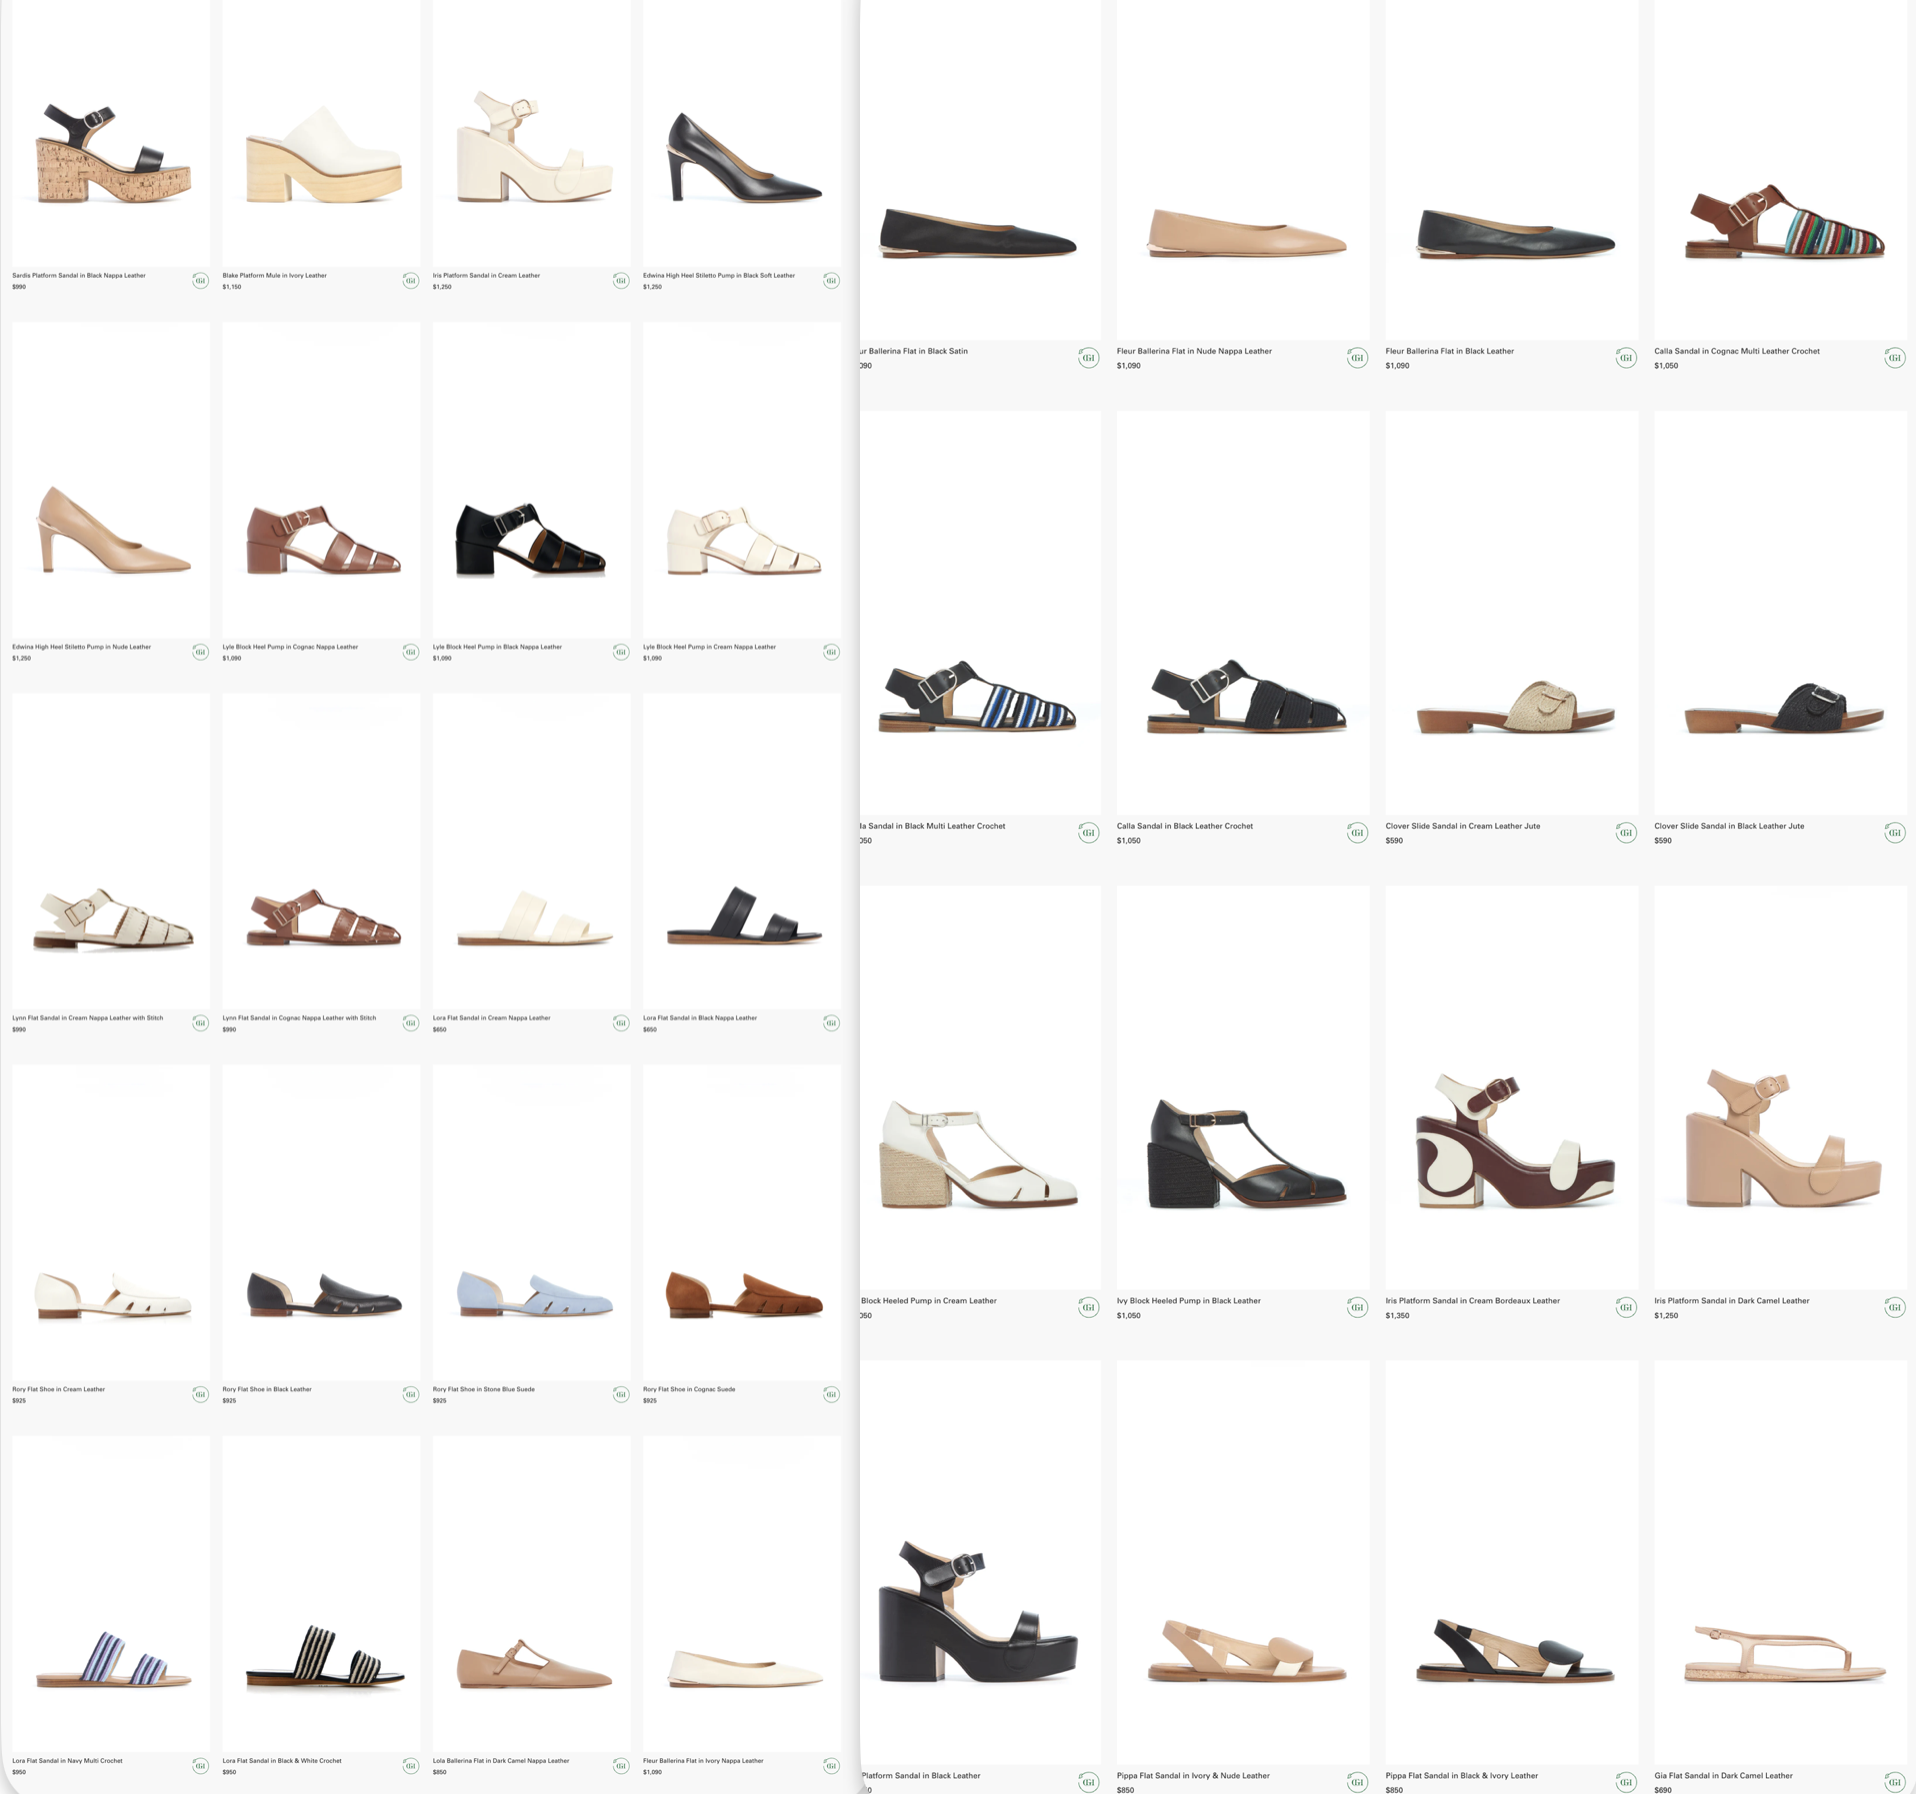 Sardis Platform Sandal in Black Nappa Leather
$990
Blake Platform Mule in Ivory Leather
$1,150
Iris Platform Sandal in Cream Leather
$1,250
Edwina High Heel Stiletto Pump in Black Soft Leather
$1,250
Edwina High Heel Stiletto Pump in Nude Leather
$1,250
Lyle Block Heel Pump in Cognac Nappa Leather
$1,090
Lyle Block Heel Pump in Black Nappa Leather
$1,090
Lyle Block Heel Pump in Cream Nappa Leather
$1,090
Lynn Flat Sandal in Cream Nappa Leather with Stitch
$990
Lynn Flat Sandal in Cognac Nappa Leather with Stitch
$990
Lora Flat Sandal in Cream Nappa Leather
$650
Lora Flat Sandal in Black Nappa Leather
$650
Rory Flat Shoe in Cream Leather
$925
Rory Flat Shoe in Black Leather
$925
Rory Flat Shoe in Stone Blue Suede
$925
Rory Flat Shoe in Cognac Suede
$925
Lora Flat Sandal in Navy Multi Crochet
$950
Lora Flat Sandal in Black & White Crochet
$950
Lola Ballerina Flat in Dark Camel Nappa Leather
$850
Fleur Ballerina Flat in Ivory Nappa Leather
$1,090
ur Ballerina Flat in Black Satin
090
Fleur Ballerina Flat in Nude Nappa Leather
$1,090
Fleur Ballerina Flat in Black Leather
$1,090
Calla Sandal in Cognac Multi Leather Crochet
$1,050
la Sandal in Black Multi Leather Crochet
050
Calla Sandal in Black Leather Crochet
$1,050
Clover Slide Sandal in Cream Leather Jute
$590
Clover Slide Sandal in Black Leather Jute
$590
Block Heeled Pump in Cream Leather
050
Ivy Block Heeled Pump in Black Leather
$1,050
Iris Platform Sandal in Cream Bordeaux Leather
$1,350
Iris Platform Sandal in Dark Camel Leather
$1,250
Platform Sandal in Black Leather
0
Pippa Flat Sandal in Ivory & Nude Leather
$850
Pippa Flat Sandal in Black & Ivory Leather
$850
Gia Flat Sandal in Dark Camel Leather
$690